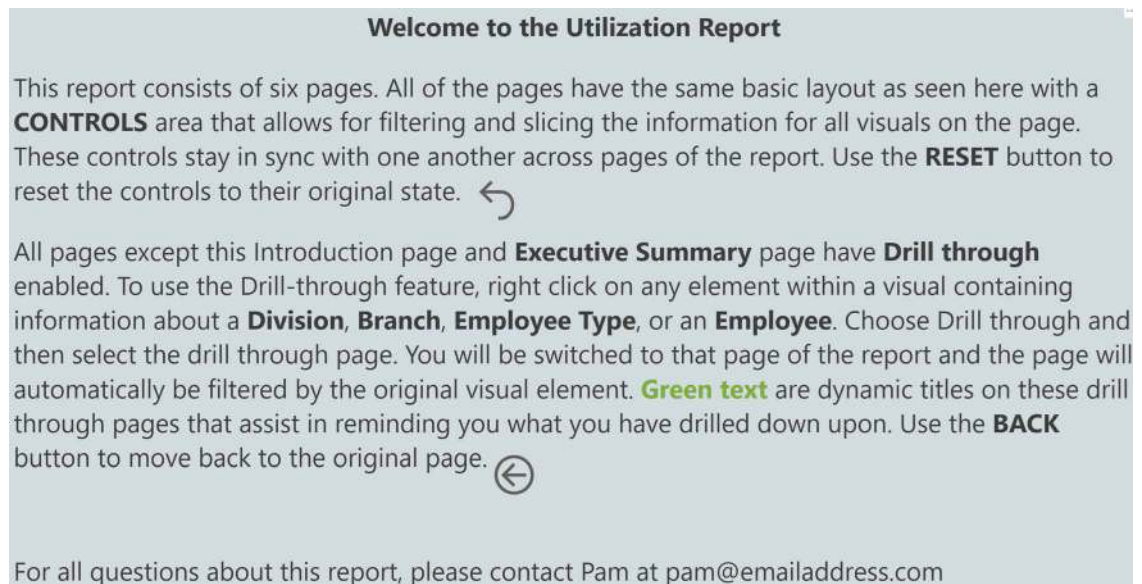 Welcome to the Utilization Report
This report consists of six pages. All of the pages have the same basic layout as seen here with a
CONTROLS area that allows for filtering and slicing the information for all visuals on the page.
These controls stay in sync with one another across pages of the report. Use the RESET button to
reset the controls to their original state.
All pages except this Introduction page and Executive Summary page have Drill through
enabled. To use the Drill-through feature, right click on any element within a visual containing
information about a Division, Branch, Employee Type, or an Employee. Choose Drill through and
then select the drill through page. You will be switched to that page of the report and the page will
automatically be filtered by the original visual element. Green text are dynamic titles on these drill
through pages that assist in reminding you what you have drilled down upon. Use the BACK
button to move back to the original page.
For all questions about this report, please contact Pam at pam@emailaddress.com